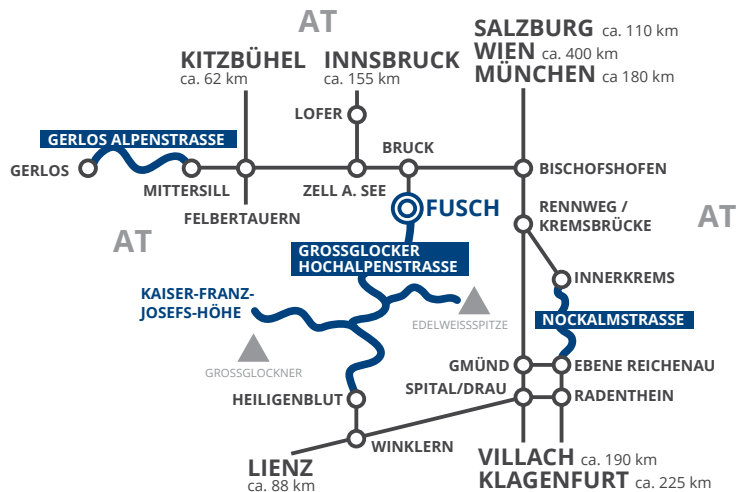 AT
SALZBURG ca. 110 km
WIEN ca. 400 km
MÜNCHEN ca 180 km
KITZBÜHEL
ca. 62 km
INNSBRUCK
ca. 155 km
LOFER
GERLOS ALPENSTRASSE
BRUCK
GERLOS
MITTERSILL
ZELL A. SEE
BISCHOFSHOFEN
FELBERTAUERN
FUSCH
RENNWEG /
KREMSBRÜCKE
AT
AT
GROSSGLOCKER
HOCHALPENSTRASSE
INNERKREMS
KAISER-FRANZ-
JOSEFS-HÖHE
EDELWEISSSPITZE
NOCKALMSTRASSE
GROSSGLOCKNER
GMÜND
EBENE REICHENAU
SPITAL/DRAU
RADENTHEIN
HEILIGENBLUT
WINKLERN
LIENZ
ca. 88 km
VILLACH ca. 190 km
KLAGENFURT ca. 225 km